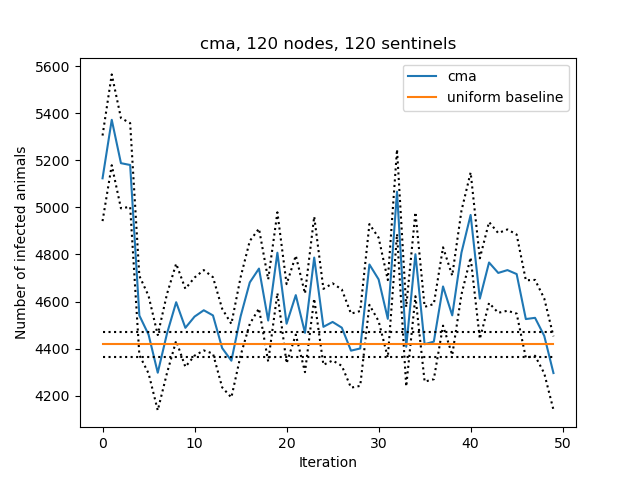 cma, 120 nodes, 120 sentinels
cma
uniform baseline
Number of infected animals
5600
5400
5200
5000
4800
4600
4400
4200
0 10 20 30 40 50
Iteration